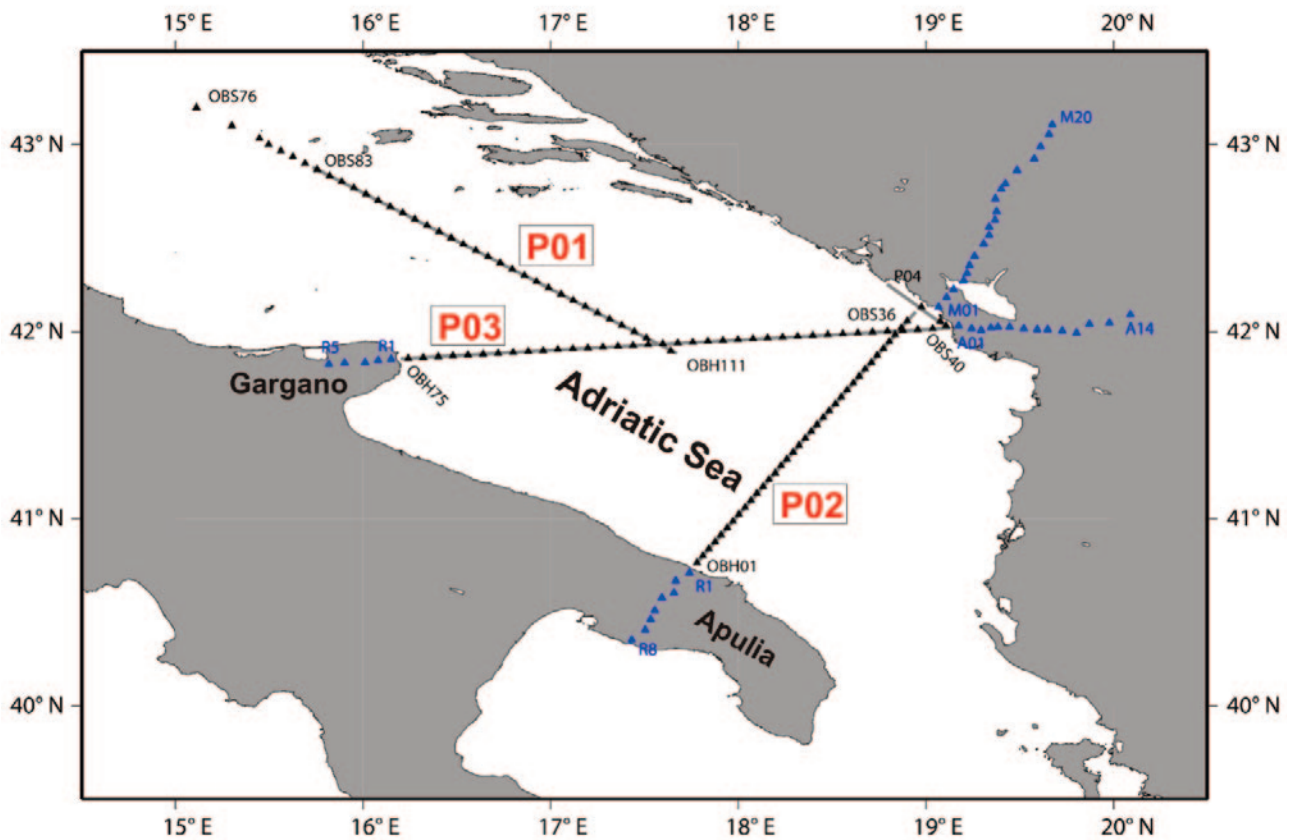 15° E 16° E 17° E 18° E 19° E 20° N
OBS76
M20
43° N 43° N
OBS83
P01
P04
M01
OBS36
42° N 42° N
P03
A14
R5 R1
A01
OBS40
OBH111
Gargano
OBH75
Adriatic Sea
41° N 41° N
P02
OBH01
R1
Apulia
R8
40° N 40° N
15° E 16° E 17° E 18° E 19° E 20° E